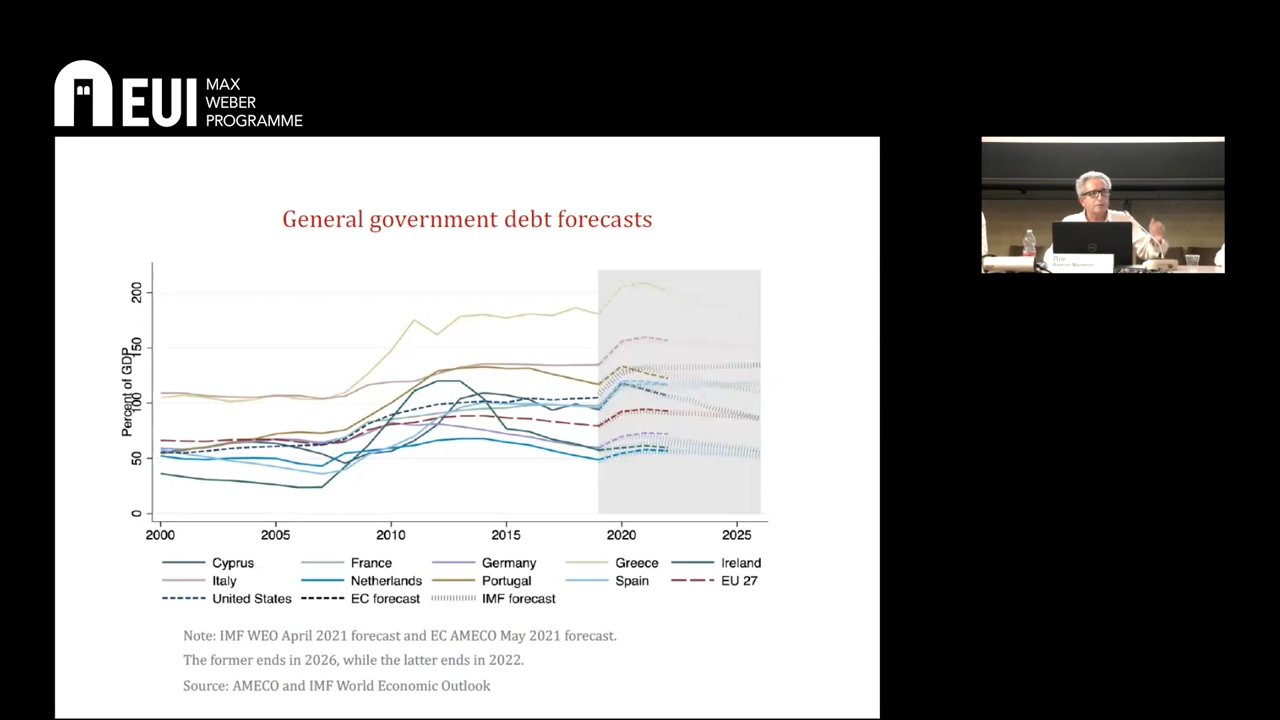 EUI
MAX
WEBER
PROGRAMME
General government debt forecasts
Percent of GDP
200
150
100
50
0
2000 2005 2010 2015 2020 2025
Cyprus France Germany Greece Ireland
Italy Netherlands Portugal Spain EU 27
United States EC forecast IMF forecast
Note: IMF WEO April 2021 forecast and EC AMECO May 2021 forecast.
The former ends in 2026, while the latter ends in 2022.
Source: AMECO and IMF World Economic Outlook